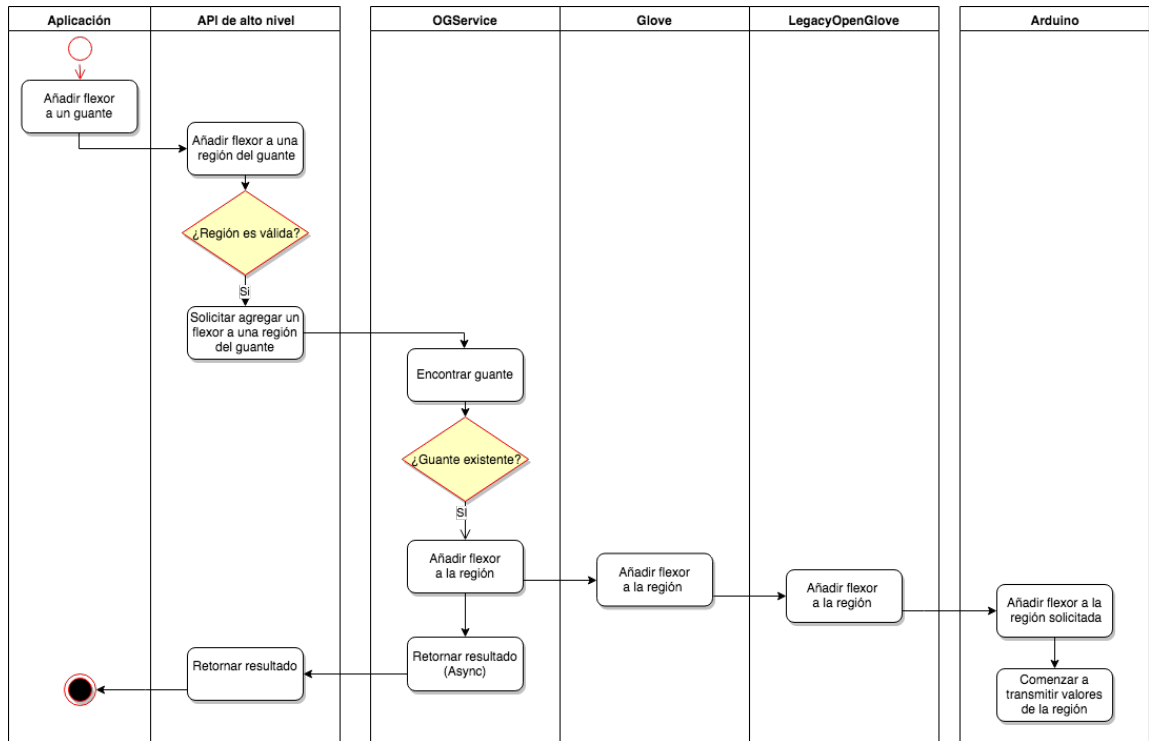 Aplicación
API de alto nivel
OGService
Glove
LegacyOpenGlove
Arduino
Añadir flexor
a un guante
Añadir flexor a una
región del guante
¿Región es válida?
Si
Solicitar agregar un
flexor a una región
del guante
Encontrar guante
¿Guante existente?
SI
Añadir flexor
a la región
Añadir flexor
a la región
Añadir flexor
a la región
Añadir flexor a la
región solicitada
Retornar resultado
Retornar resultado
(Async)
Comenzar a
transmitir valores
de la región